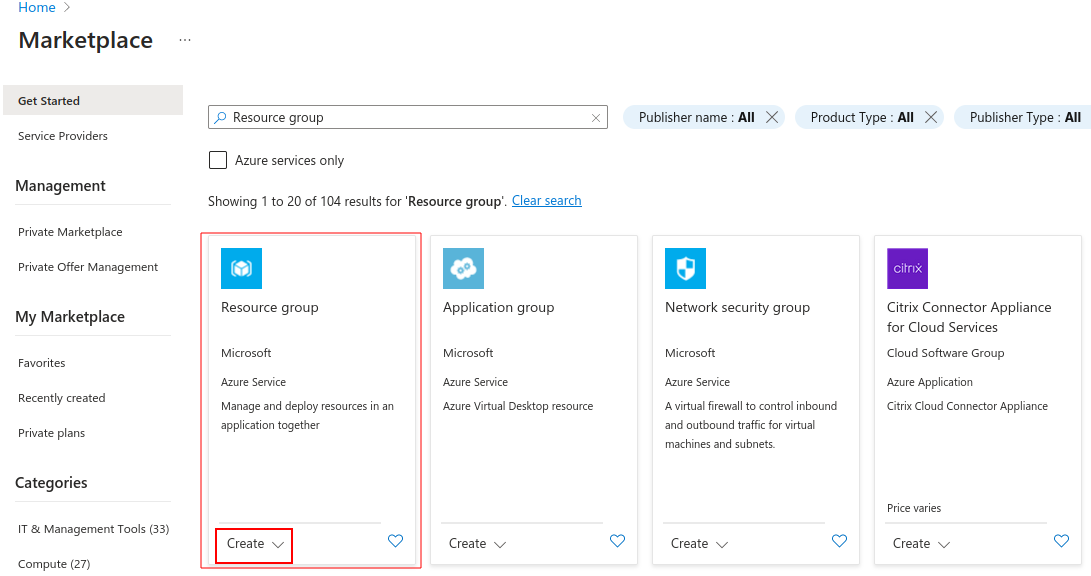 Home
Marketplace
...
Get Started
Service Providers
Management
Private Marketplace
Private Offer Management
My Marketplace
Favorites
Recently created
Private plans
Categories
IT & Management Tools (33)
Compute (27)
Resource group
Publisher name : All
Product Type : All
Publisher Type : All
Azure services only
Showing 1 to 20 of 104 results for 'Resource group'. Clear search
Resource group
Microsoft
Azure Service
Manage and deploy resources in an
application together
Create
Application group
Microsoft
Azure Service
Azure Virtual Desktop resource
Create
Network security group
Microsoft
Azure Service
A virtual firewall to control inbound
and outbound traffic for virtual
machines and subnets.
Create
citrix
Citrix Connector Appliance
for Cloud Services
Cloud Software Group
Azure Application
Citrix Cloud Connector Appliance
Price varies
Create